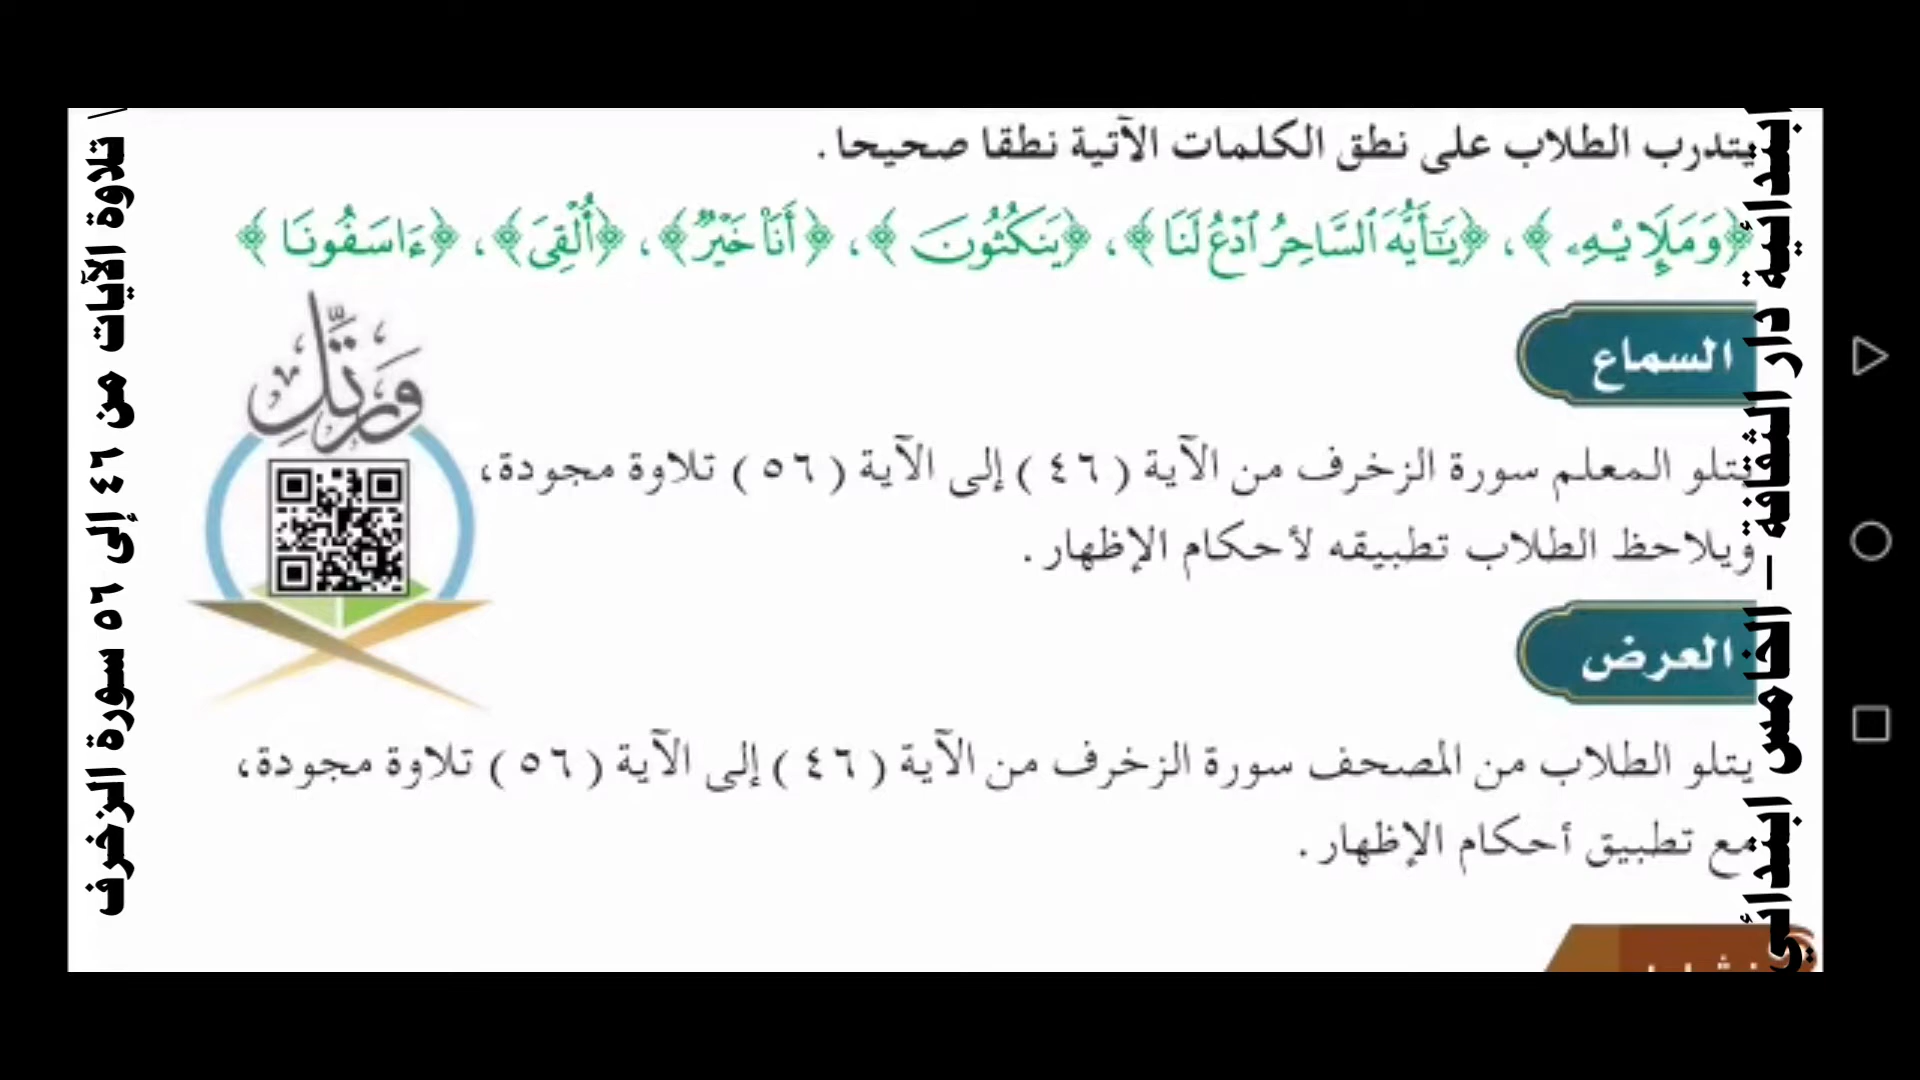 يتدرب الطلاب على نطق الكلمات الآتية نطقا صحيحا .
﴿وَمَلَإِيْهِۦ﴾، ﴿يَٰٓأَيُّهَ ٱلسَّاحِرُ ٱدْعُ لَنَا﴾، ﴿يَنكُثُونَ﴾، ﴿أَنَا۠ خَيْرٌ﴾، ﴿أُلْقِىَ﴾، ﴿ءَاسَفُونَا﴾
ورتل
السماع
يتلو المعلم سورة الزخرف من الآية ( ٤٦ ) إلى الآية ( ٥٦ ) تلاوة مجودة،
ويلاحظ الطلاب تطبيقه لأحكام الإظهار .
العرض
يتلو الطلاب من المصحف سورة الزخرف من الآية ( ٤٦ ) إلى الآية ( ٥٦ ) تلاوة مجودة،
مع تطبيق أحكام الإظهار .
ابتدائية دار الثقافة – الخامس ابتدائي
\ تلاوة الآيات من ٤٦ إلى ٥٦ سورة الزخرف